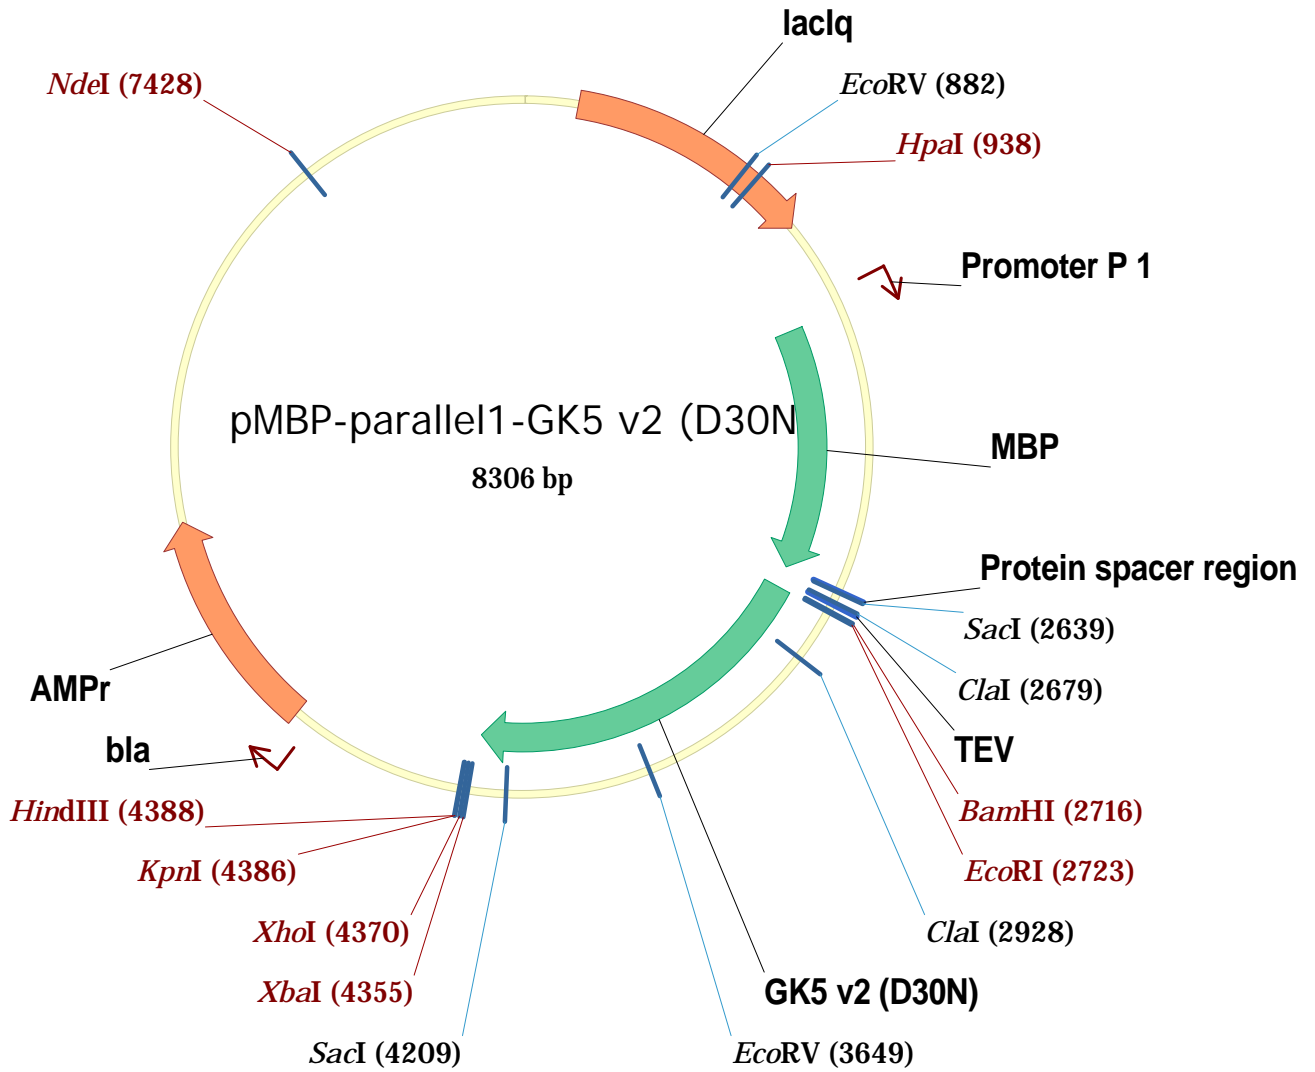 lacIq
NdeI (7428)
EcoRV (882)
HpaI (938)
Promoter P 1
pMBP-parallel1-GK5 v2 (D30N
8306 bp
MBP
Protein spacer region
SacI (2639)
ClaI (2679)
AMPr
TEV
bla
BamHI (2716)
HindIII (4388)
KpnI (4386)
EcoRI (2723)
XhoI (4370)
ClaI (2928)
XbaI (4355)
GK5 v2 (D30N)
SacI (4209)
EcoRV (3649)